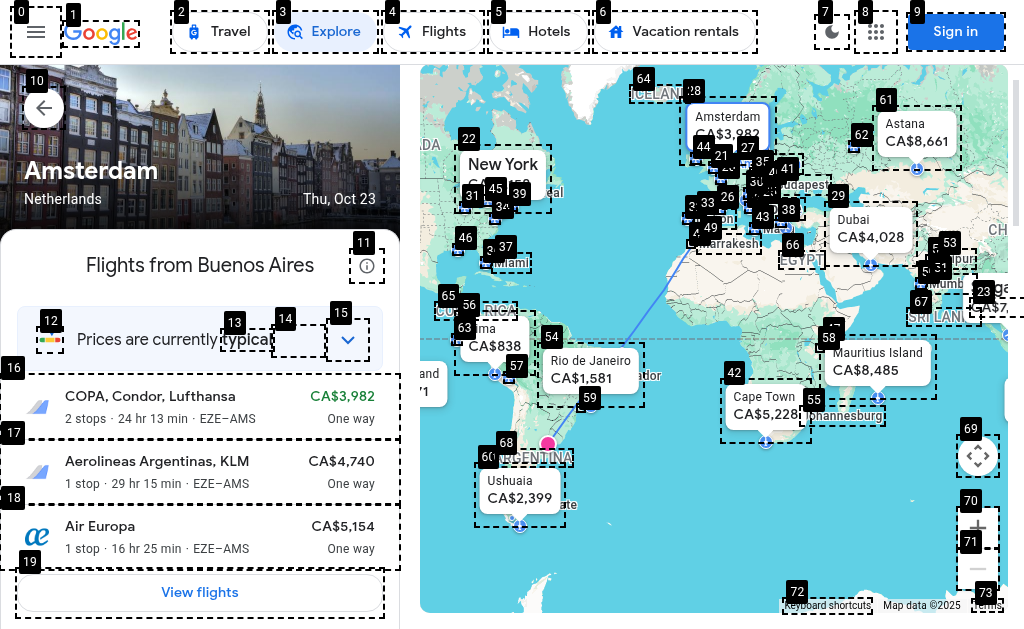 0
1
2
3
4
5
6
7
8
9
Google
Travel
Explore
Flights
Hotels
Vacation rentals
Sign in
10
Amsterdam
Netherlands
Thu, Oct 23
11
Flights from Buenos Aires
12
13
14
15
Prices are currently typical
16
COPA, Condor, Lufthansa
CA$3,982
2 stops · 24 hr 13 min · EZE–AMS
One way
17
Aerolineas Argentinas, KLM
CA$4,740
1 stop · 29 hr 15 min · EZE–AMS
One way
18
Air Europa
CA$5,154
1 stop · 16 hr 25 min · EZE–AMS
One way
19
View flights
64
ICELAND
28
Amsterdam
CA$3,982
61
Astana
CA$8,661
62
22
New York
44
21
27
35
41
31
45
39
30
Budapest
26
33
38
43
49
Marrakesh
29
Dubai
CA$4,028
66
EGYPT
46
37
Miami
53
51
67
SRI LANKA
23
65
56
63
Lima
CA$838
57
54
Rio de Janeiro
CA$1,581
59
58
Mauritius Island
CA$8,485
42
Cape Town
CA$5,228
55
Johannesburg
68
ARGENTINA
60
Ushuaia
CA$2,399
69
70
71
72
73
Keyboard shortcuts
Map data ©2025
Terms